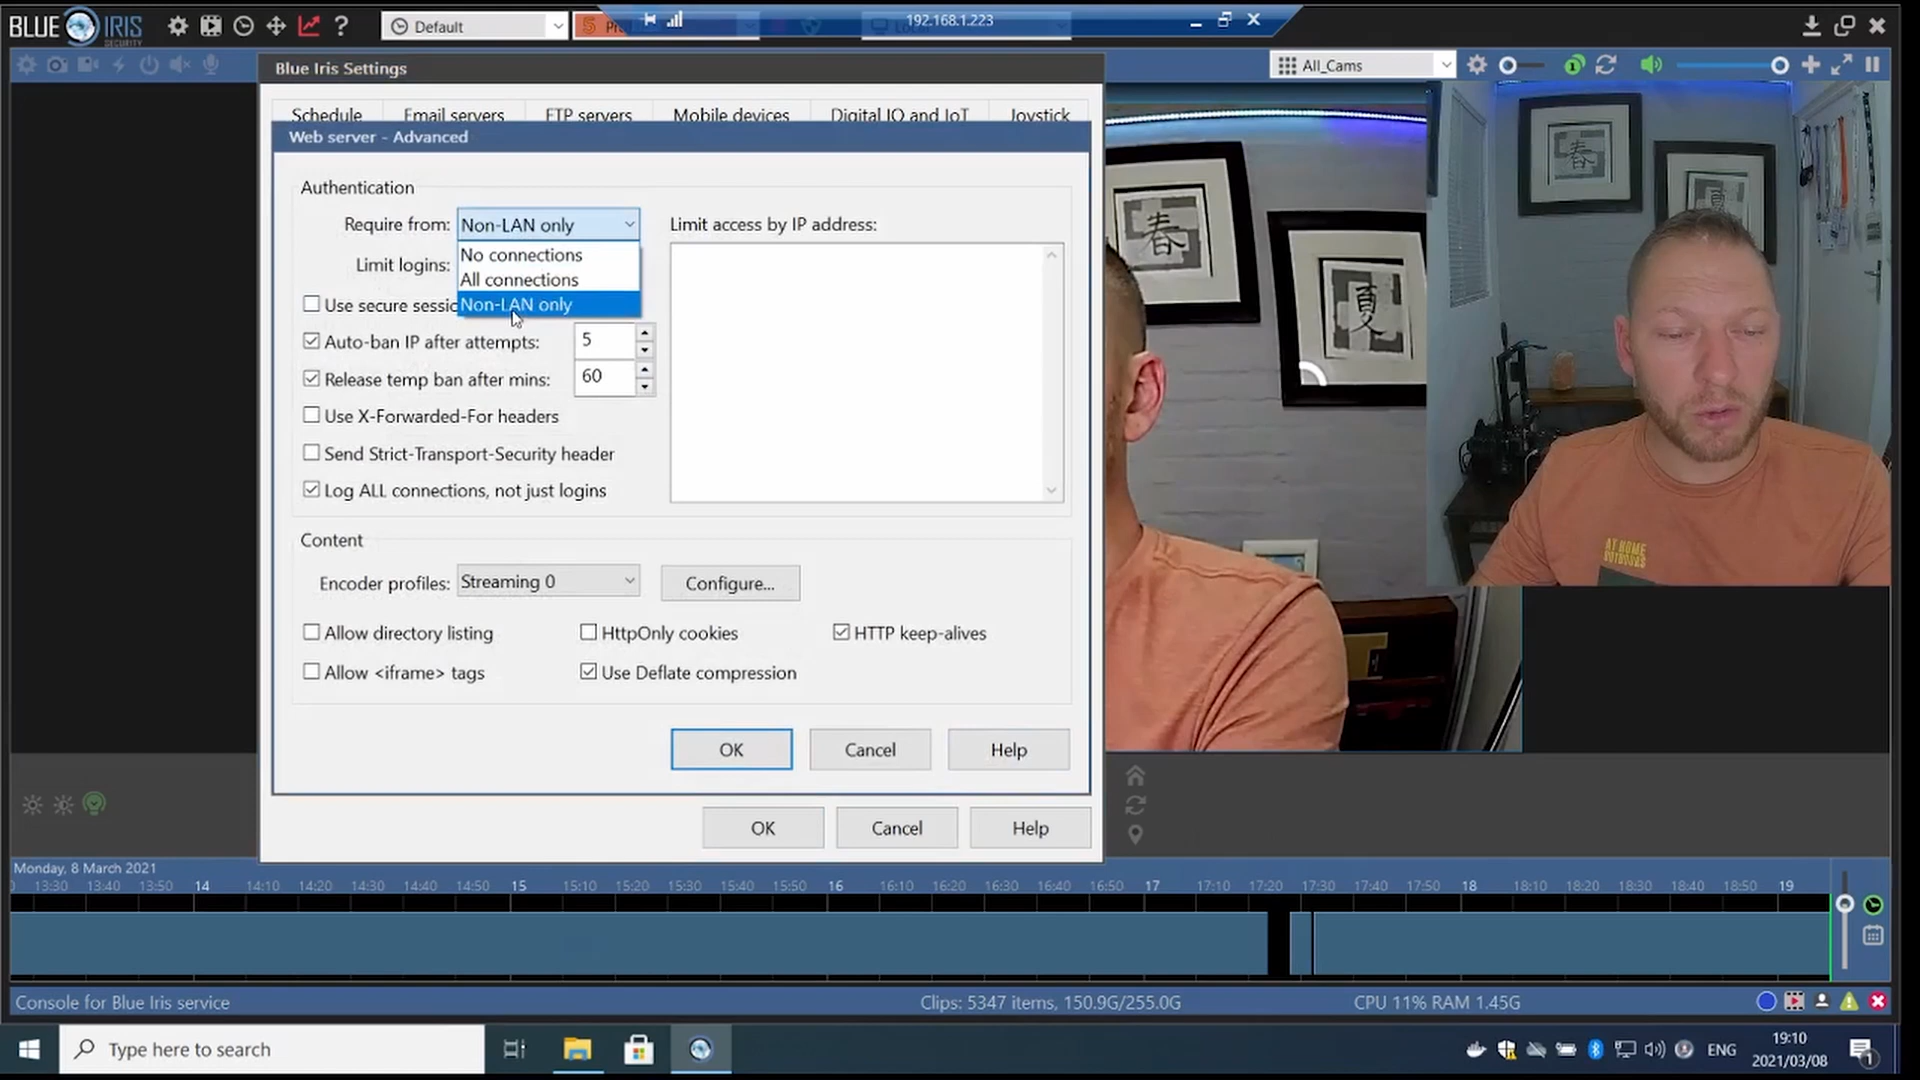 BLUE IRIS
SECURITY
Default
192.168.1.223
Blue Iris Settings
All_Cams
1
Schedule
Email servers
FTP servers
Mobile devices
Digital IO and IoT
Joystick
Web server - Advanced
Authentication
Require from:
Non-LAN only
Limit access by IP address:
No connections
Limit logins:
All connections
Use secure sessi
Non-LAN only
Auto-ban IP after attempts:
5
Release temp ban after mins:
60
Use X-Forwarded-For headers
Send Strict-Transport-Security header
Log ALL connections, not just logins
春
春
夏
AT HOME
OUTDOORS
Content
Encoder profiles:
Streaming 0
Configure...
Allow directory listing
HttpOnly cookies
HTTP keep-alives
Allow <iframe> tags
Use Deflate compression
OK
Cancel
Help
OK
Cancel
Help
Monday, 8 March 2021
13:30 13:40 13:50 14 14:10 14:20 14:30 14:40 14:50 15 15:10 15:20 15:30 15:40 15:50 16 16:10 16:20 16:30 16:40 16:50 17 17:10 17:20 17:30 17:40 17:50 18 18:10 18:20 18:30 18:40 18:50 19
Console for Blue Iris service
Clips: 5347 items, 150.9G/255.0G
CPU 11% RAM 1.45G
Type here to search
ENG
19:10
2021/03/08
1